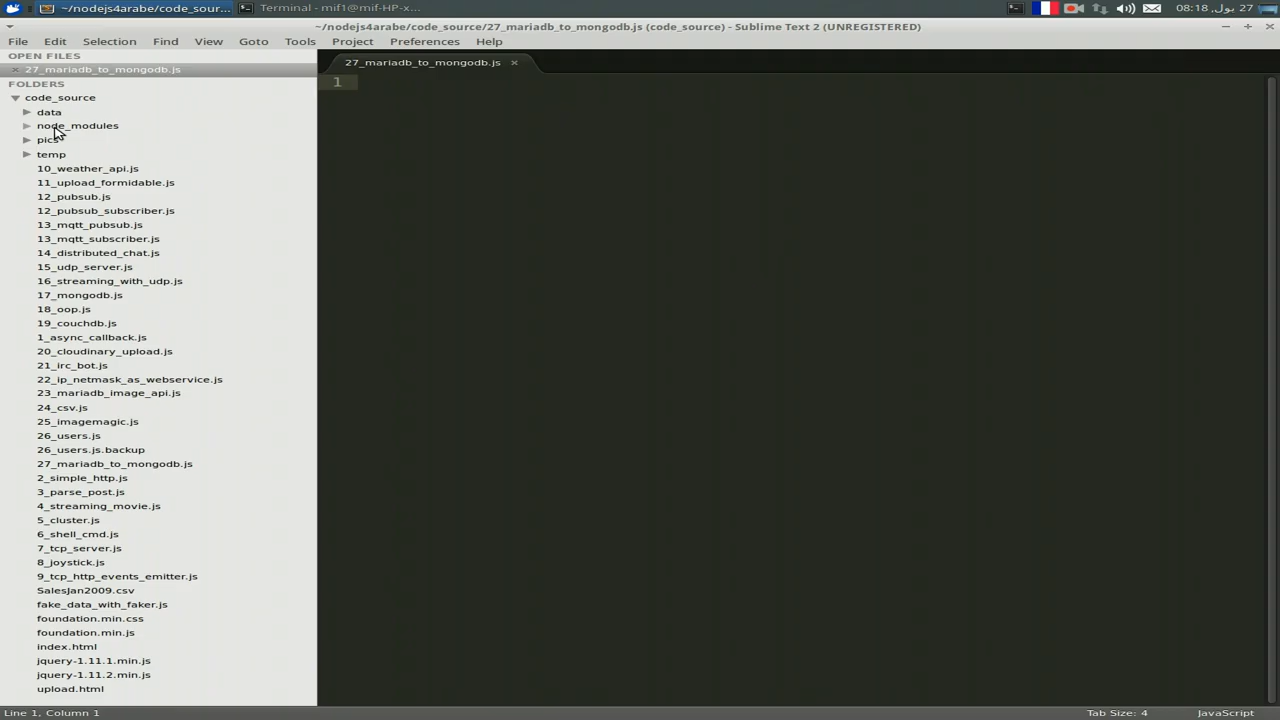 ~/nodejs4arabe/code_sour...
Terminal - mif1@mif-HP-x...
08:18 ,بول 27
~/nodejs4arabe/code_source/27_mariadb_to_mongodb.js (code_source) - Sublime Text 2 (UNREGISTERED)
File Edit Selection Find View Goto Tools Project Preferences Help
OPEN FILES
27_mariadb_to_mongodb.js
27_mariadb_to_mongodb.js
1
FOLDERS
code_source
data
node_modules
pics
temp
10_weather_api.js
11_upload_formidable.js
12_pubsub.js
12_pubsub_subscriber.js
13_mqtt_pubsub.js
13_mqtt_subscriber.js
14_distributed_chat.js
15_udp_server.js
16_streaming_with_udp.js
17_mongodb.js
18_oop.js
19_couchdb.js
1_async_callback.js
20_cloudinary_upload.js
21_irc_bot.js
22_ip_netmask_as_webservice.js
23_mariadb_image_api.js
24_csv.js
25_imagemagic.js
26_users.js
26_users.js.backup
27_mariadb_to_mongodb.js
2_simple_http.js
3_parse_post.js
4_streaming_movie.js
5_cluster.js
6_shell_cmd.js
7_tcp_server.js
8_joystick.js
9_tcp_http_events_emitter.js
SalesJan2009.csv
fake_data_with_faker.js
foundation.min.css
foundation.min.js
index.html
jquery-1.11.1.min.js
jquery-1.11.2.min.js
upload.html
Line 1, Column 1
Tab Size: 4
JavaScript